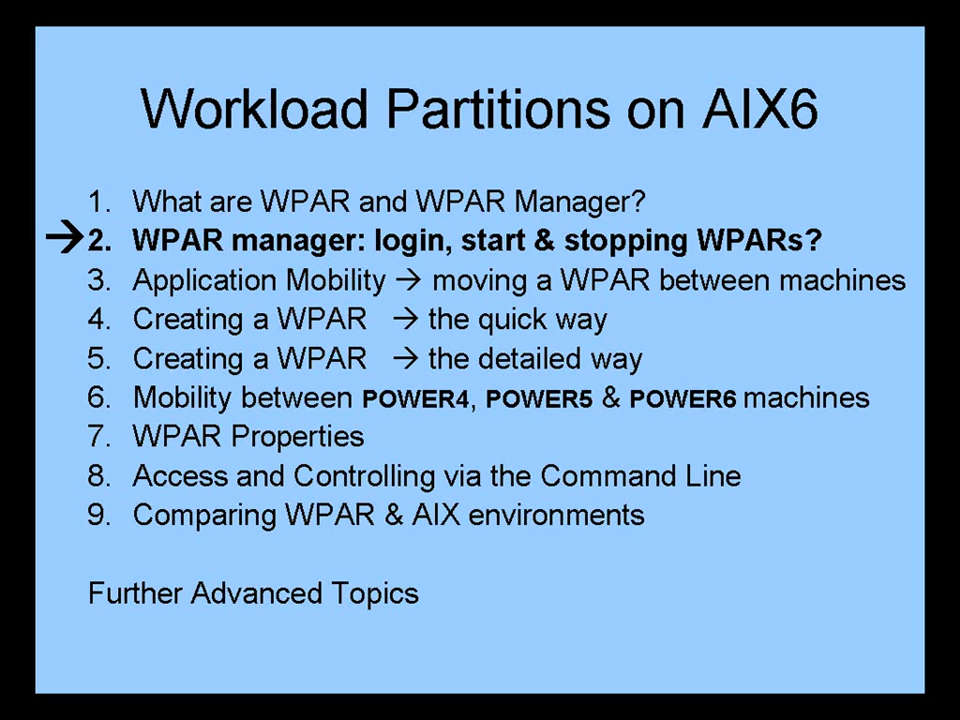 Workload Partitions on AIX6
1. What are WPAR and WPAR Manager?
→2. WPAR manager: login, start & stopping WPARs?
3. Application Mobility → moving a WPAR between machines
4. Creating a WPAR → the quick way
5. Creating a WPAR → the detailed way
6. Mobility between POWER4, POWER5 & POWER6 machines
7. WPAR Properties
8. Access and Controlling via the Command Line
9. Comparing WPAR & AIX environments
Further Advanced Topics